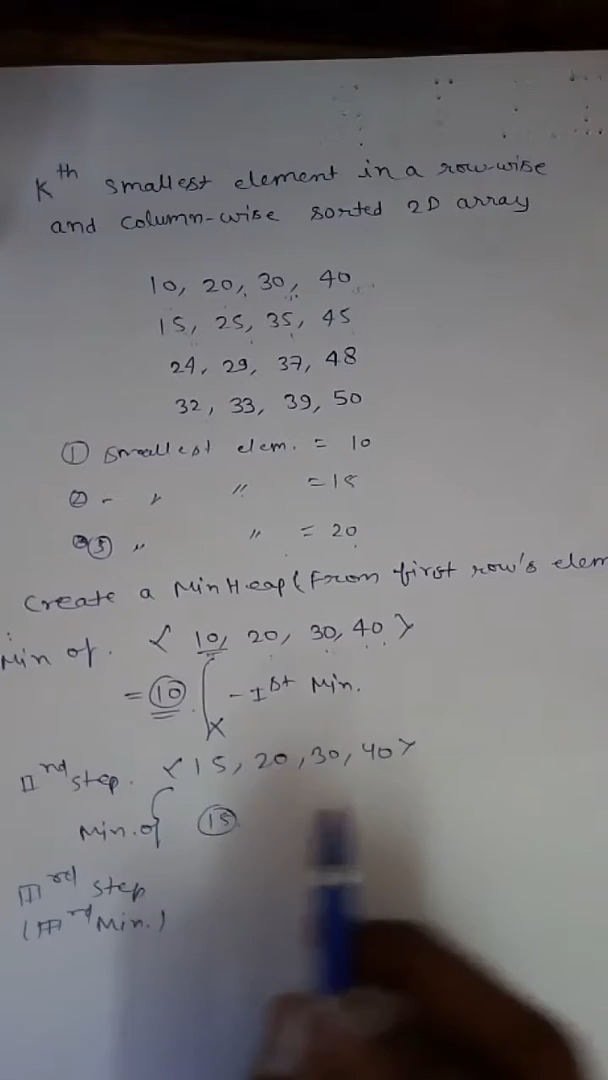 Kth smallest element in a row-wise
and column-wise sorted 2D array
10, 20, 30, 40
15, 25, 35, 45
24, 29, 37, 48
32, 33, 39, 50
① Smallest elem. = 10
② - " " = 15
③ " " = 20
Create a MinHeap (From first row's elem
Min of. < 10, 20, 30, 40 >
= 10 - Ist Min.
IInd step. < 15, 20, 30, 40 >
Min. of 15
IIIrd step
(IIIrd Min.)